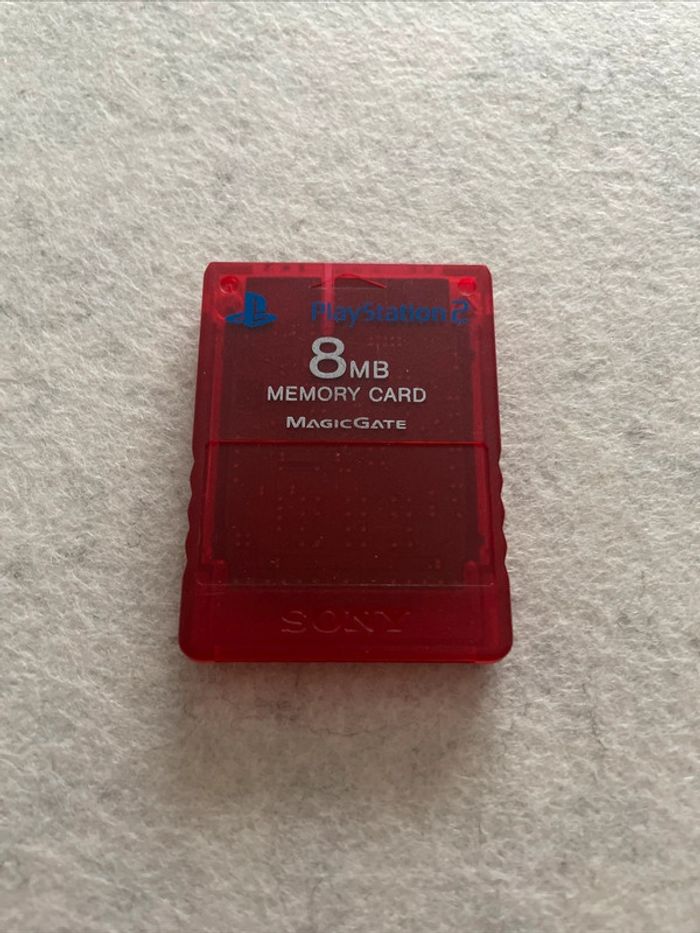 PlayStation 2
8MB
MEMORY CARD
MAGICGATE
SONY